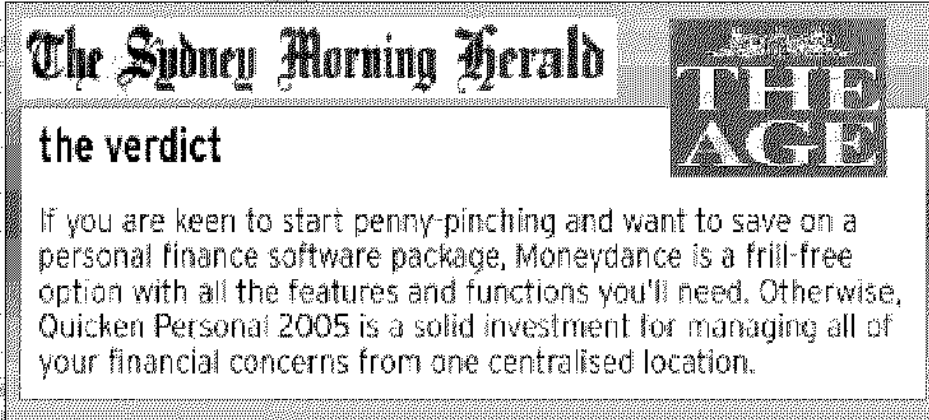 The Sydney Morning Herald
THE
AGE
the verdict
If you are keen to start penny-pinching and want to save on a
personal finance software package, Moneydance is a frill-free
option with all the features and functions you'll need. Otherwise,
Quicken Personal 2005 is a solid investment for managing all of
your financial concerns from one centralised location.